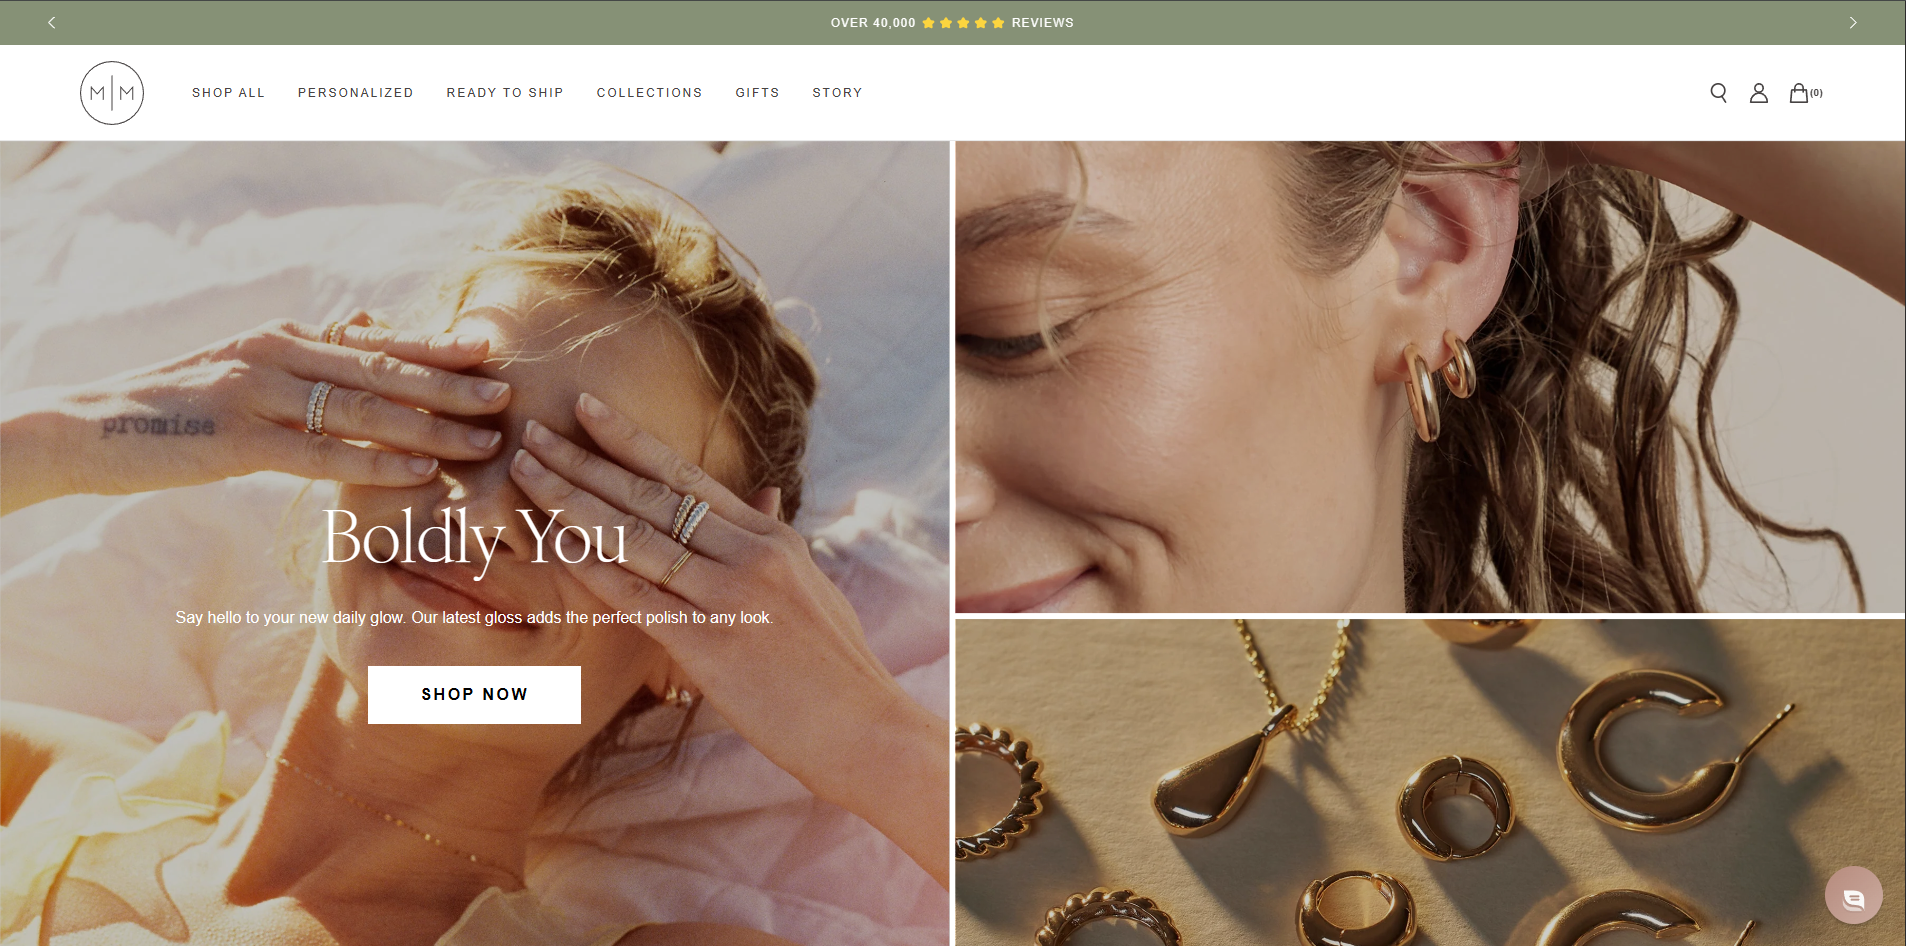 OVER 40,000 ⭐⭐⭐⭐⭐ REVIEWS
M|M
SHOP ALL
PERSONALIZED
READY TO SHIP
COLLECTIONS
GIFTS
STORY
(0)
promise
Boldly You
Say hello to your new daily glow. Our latest gloss adds the perfect polish to any look.
SHOP NOW